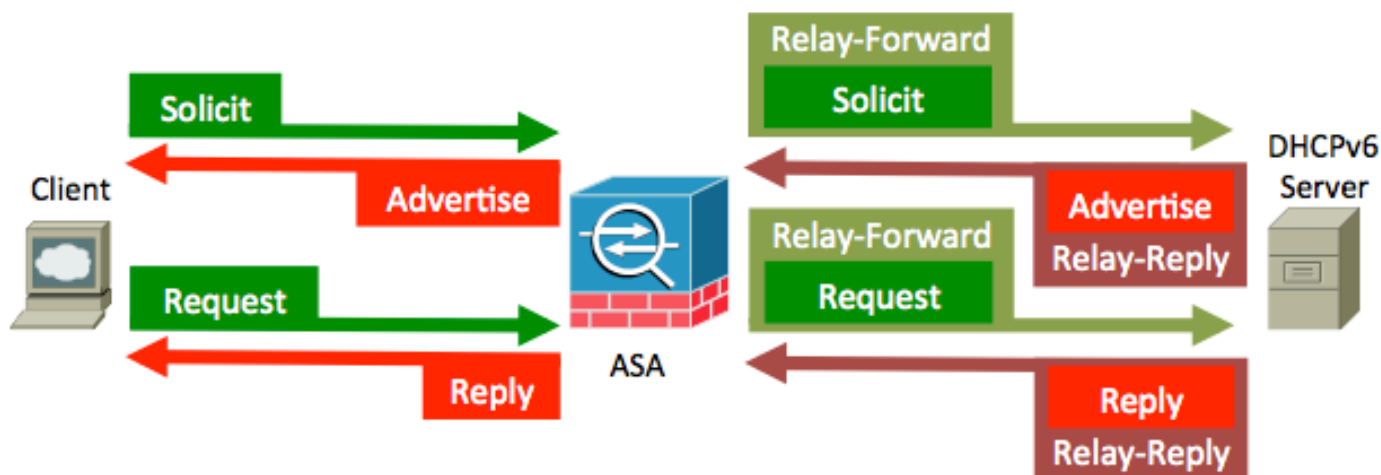 Relay-Forward
Solicit
Solicit
DHCPv6
Server
Client
Advertise
Advertise
Relay-Reply
Relay-Forward
Request
Request
ASA
Reply
Reply
Relay-Reply